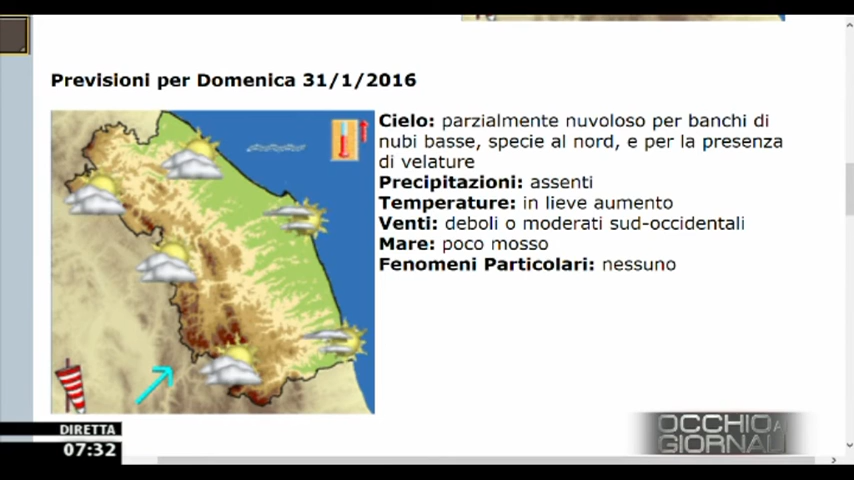 Previsioni per Domenica 31/1/2016
Cielo: parzialmente nuvoloso per banchi di
nubi basse, specie al nord, e per la presenza
di velature
Precipitazioni: assenti
Temperature: in lieve aumento
Venti: deboli o moderati sud-occidentali
Mare: poco mosso
Fenomeni Particolari: nessuno
DIRETTA
07:32
OCCHIO AI
GIORNALI